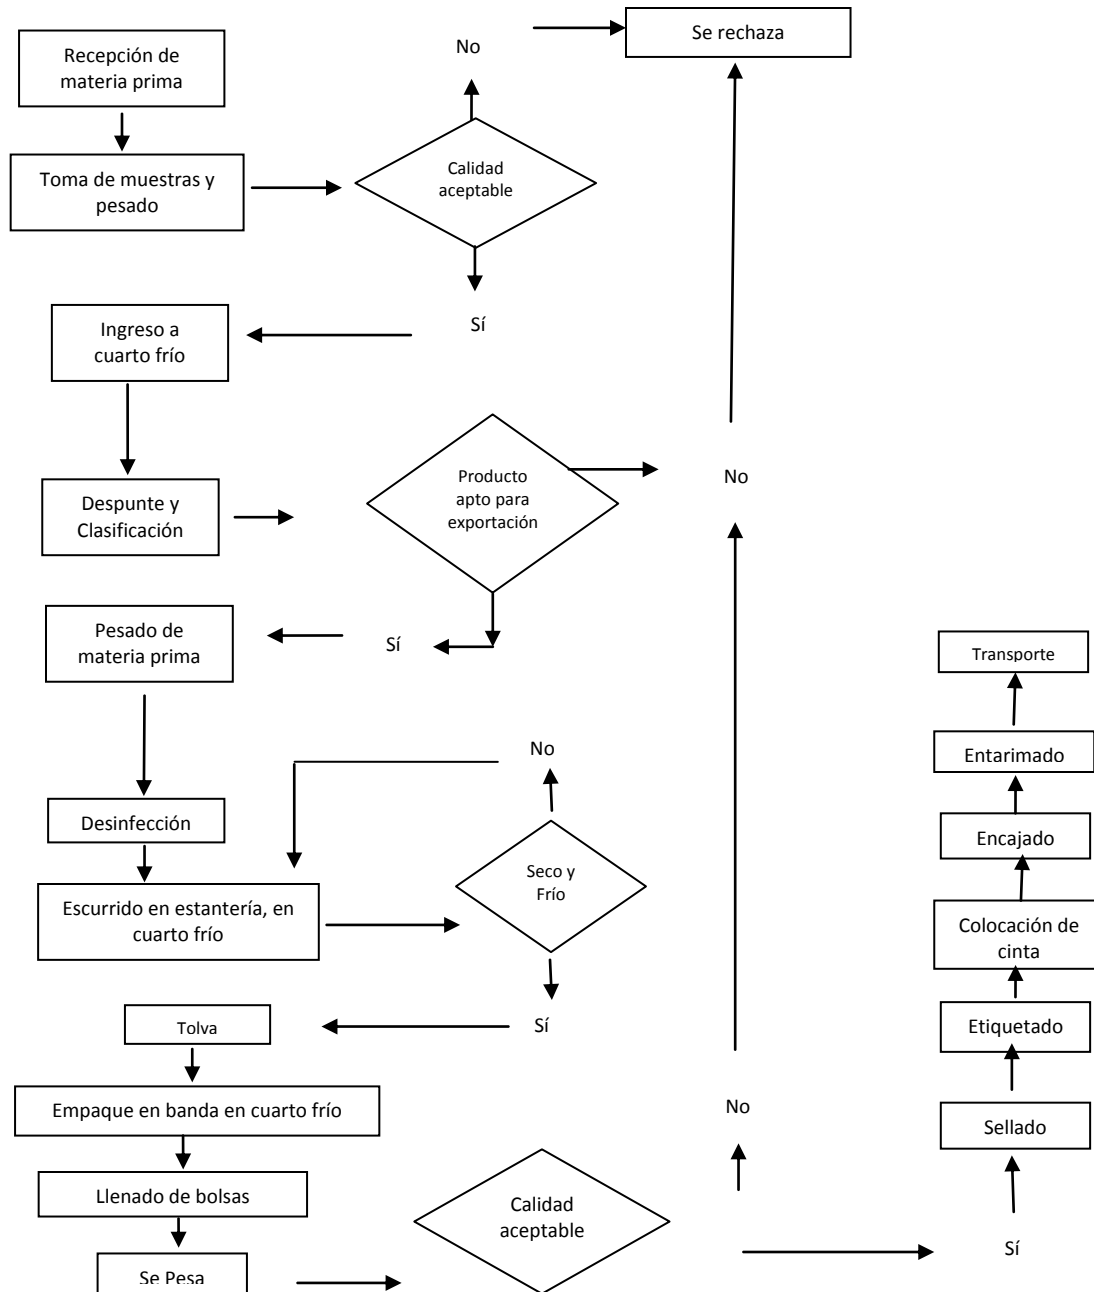 Recepción de
materia prima
No
Se rechaza
Toma de muestras y
pesado
Calidad
aceptable
Sí
Ingreso a
cuarto frío
Despunte y
Clasificación
Producto
apto para
exportación
No
Pesado de
materia prima
Sí
Desinfección
No
Escurrido en estantería, en
cuarto frío
Seco y
Frío
Sí
Tolva
Empaque en banda en cuarto frío
Llenado de bolsas
Se Pesa
Calidad
aceptable
No
Sí
Sellado
Etiquetado
Colocación de
cinta
Encajado
Entarimado
Transporte